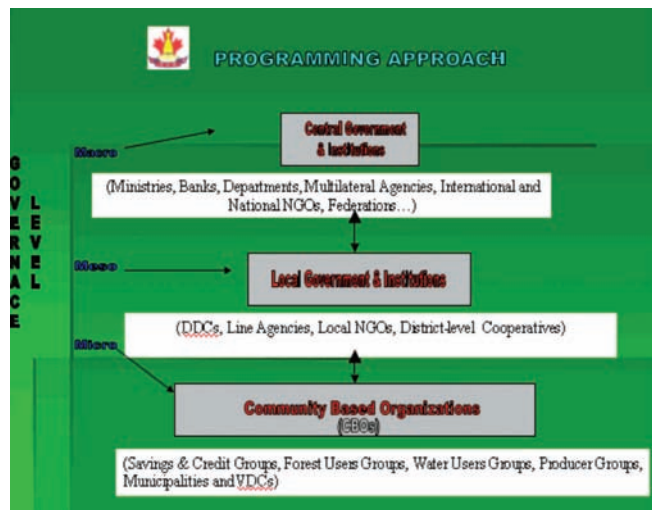 PROGRAMMING APPROACH
GOVERNACE
LEVEL
Macro
Central Government
& Institutions
(Ministries, Banks, Departments, Multilateral Agencies, International and
National NGOs, Federations…)
Meso
Local Government & Institutions
(DDCs, Line Agencies, Local NGOs, District-level Cooperatives)
Micro
Community Based Organizations
(CBOs)
(Savings & Credit Groups, Forest Users Groups, Water Users Groups, Producer Groups,
Municipalities and VDCs)